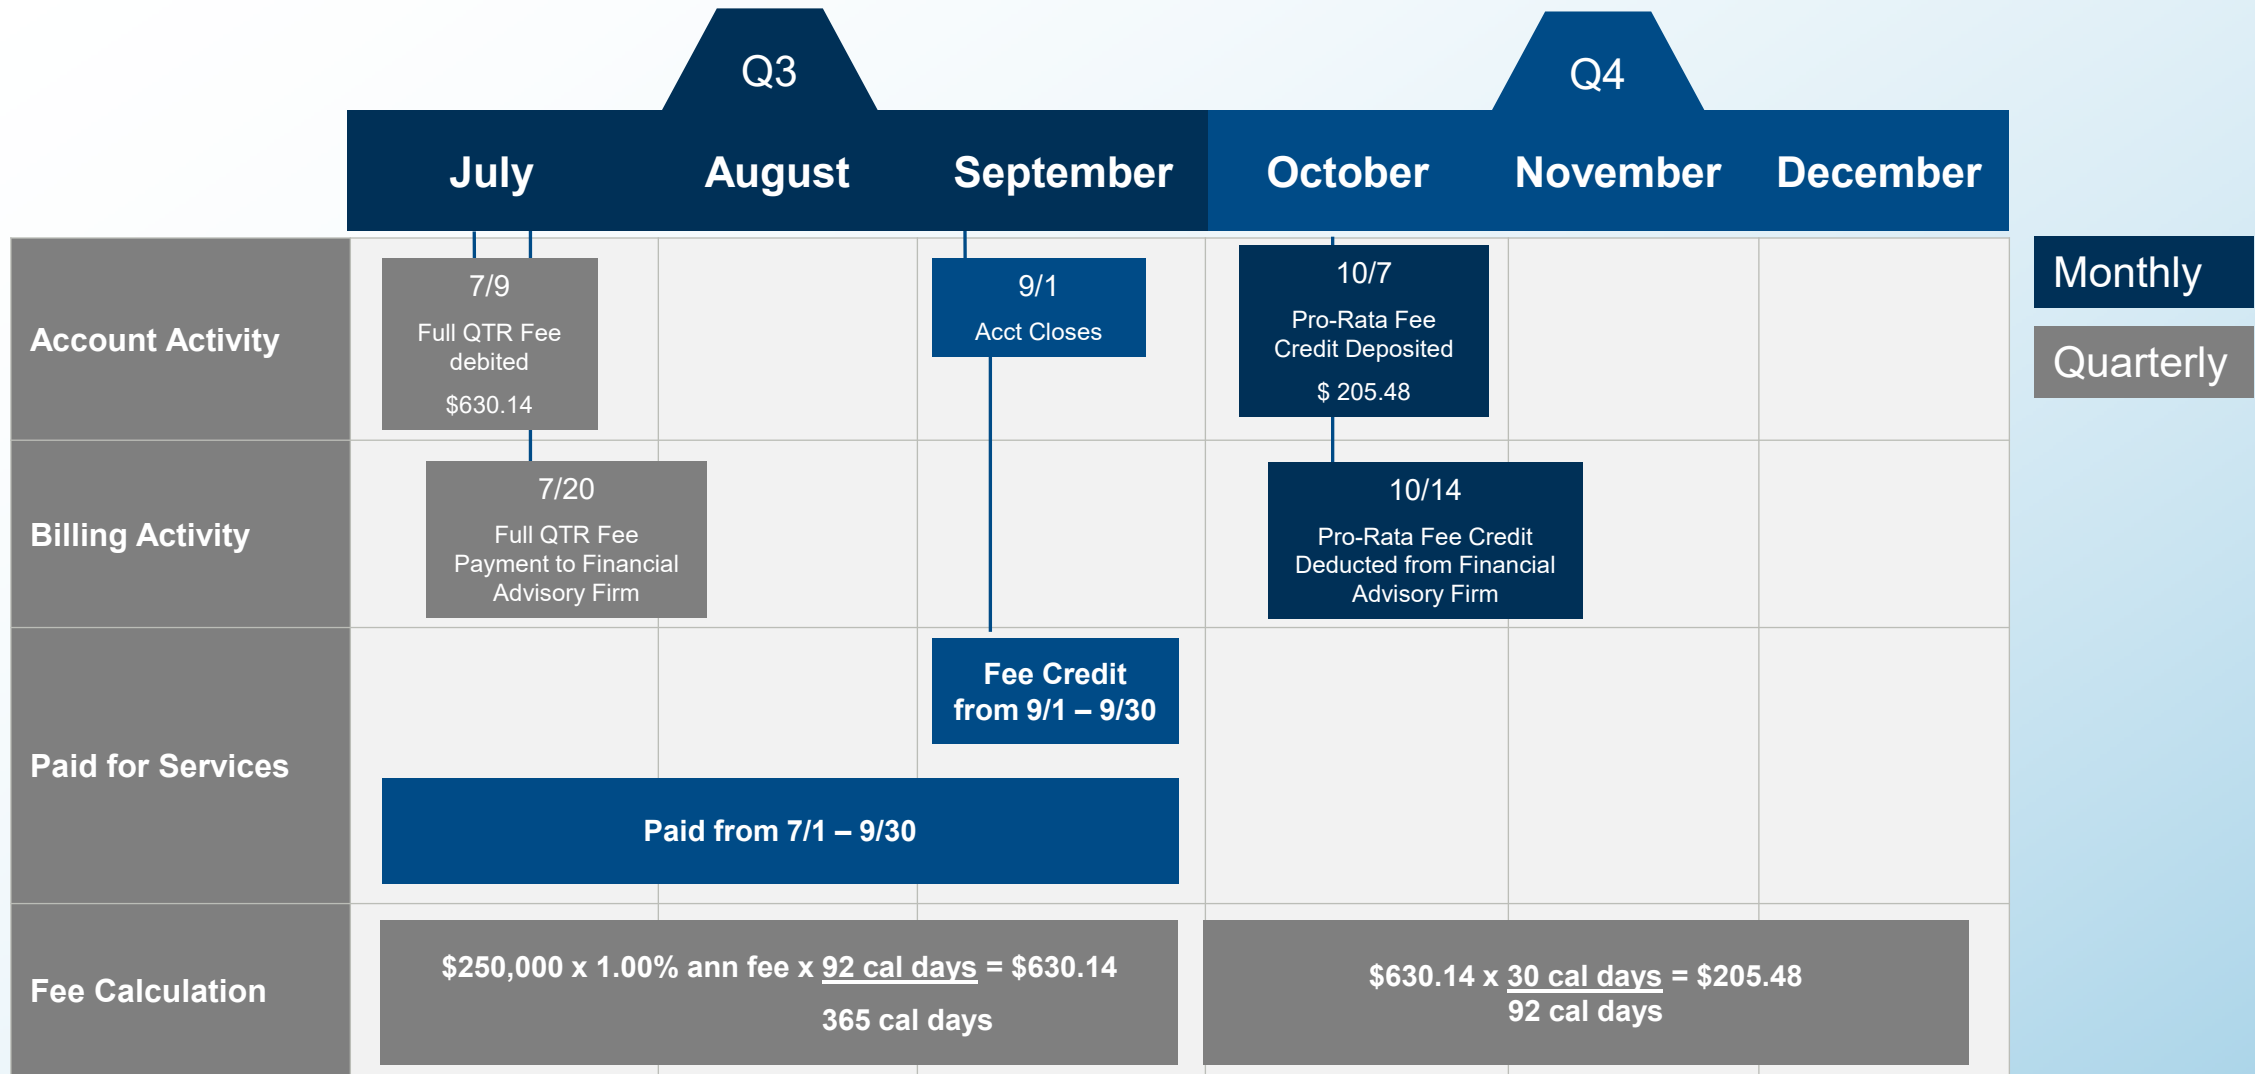 Q3
Q4
July
August
September
October
November
December
Monthly
Quarterly
Account Activity
7/9
Full QTR Fee
debited
$630.14
9/1
Acct Closes
10/7
Pro-Rata Fee
Credit Deposited
$ 205.48
Billing Activity
7/20
Full QTR Fee
Payment to Financial
Advisory Firm
10/14
Pro-Rata Fee Credit
Deducted from Financial
Advisory Firm
Paid for Services
Fee Credit
from 9/1 – 9/30
Paid from 7/1 – 9/30
Fee Calculation
$250,000 x 1.00% ann fee x 92 cal days = $630.14
365 cal days
$630.14 x 30 cal days = $205.48
92 cal days